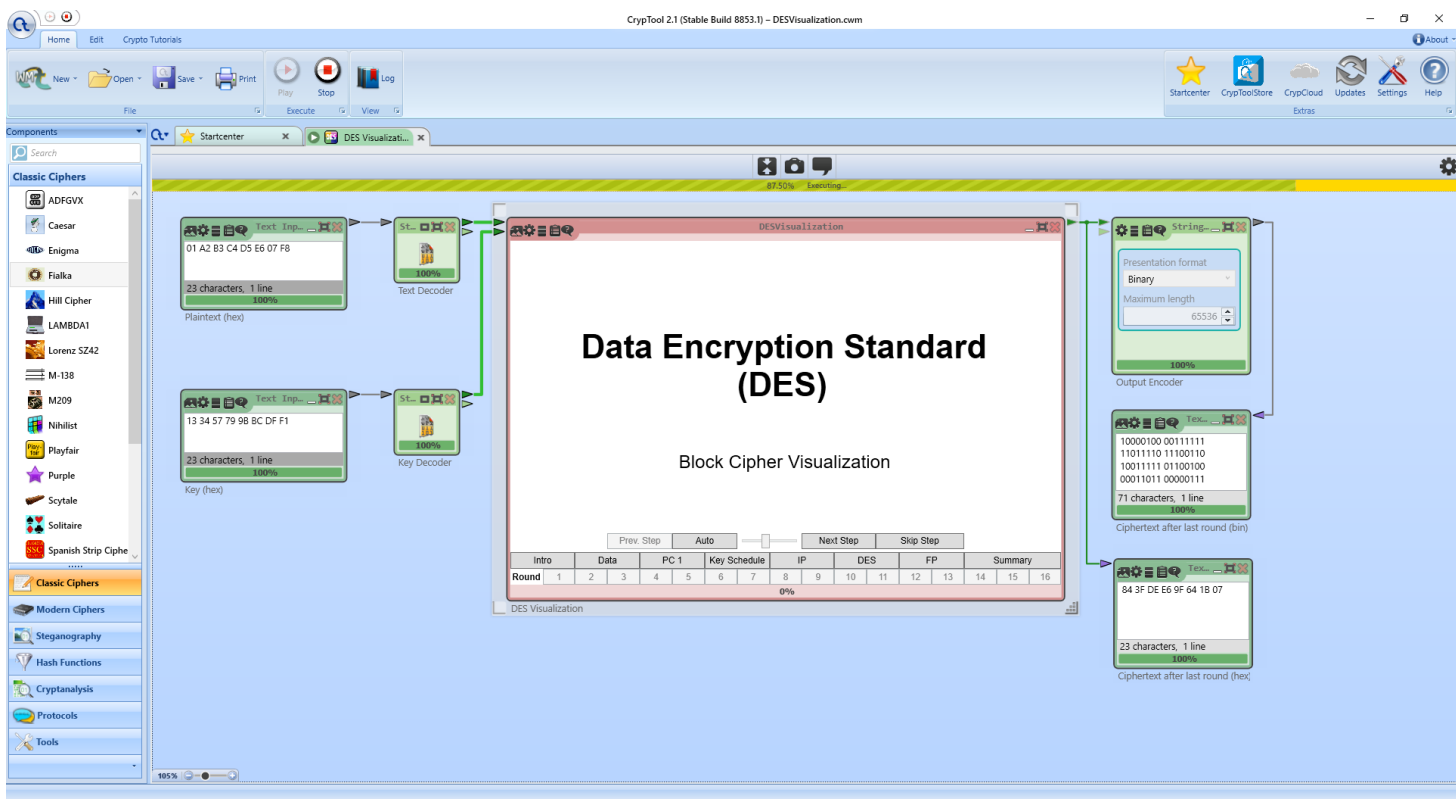 CrypTool 2.1 (Stable Build 8853.1) – DESVisualization.cwm
Home Edit Crypto Tutorials About
New Open Save Print Play Stop Log
Startcenter CrypToolStore CrypCloud Updates Settings Help
File Execute View Extras
Components
Search
Classic Ciphers
ADFGVX
Caesar
Enigma
Fialka
Hill Cipher
LAMBDA1
Lorenz SZ42
M-138
M209
Nihilist
Playfair
Purple
Scytale
Solitaire
Spanish Strip Ciphe
Classic Ciphers
Modern Ciphers
Steganography
Hash Functions
Cryptanalysis
Protocols
Tools
Startcenter DES Visualizati...
87.50% Executing...
Text Inp...
01 A2 B3 C4 D5 E6 07 F8
23 characters, 1 line
100%
Plaintext (hex)
St...
100%
Text Decoder
Text Inp...
13 34 57 79 9B BC DF F1
23 characters, 1 line
100%
Key (hex)
St...
100%
Key Decoder
DESVisualization
Data Encryption Standard
(DES)
Block Cipher Visualization
Prev. Step Auto Next Step Skip Step
Intro Data PC 1 Key Schedule IP DES FP Summary
Round 1 2 3 4 5 6 7 8 9 10 11 12 13 14 15 16
0%
DES Visualization
String...
Presentation format
Binary
Maximum length
65536
100%
Output Encoder
Tex...
10000100 00111111
11011110 11100110
10011111 01100100
00011011 00000111
71 characters, 1 line
100%
Ciphertext after last round (bin)
Tex...
84 3F DE E6 9F 64 1B 07
23 characters, 1 line
100%
Ciphertext after last round (hex)
105%